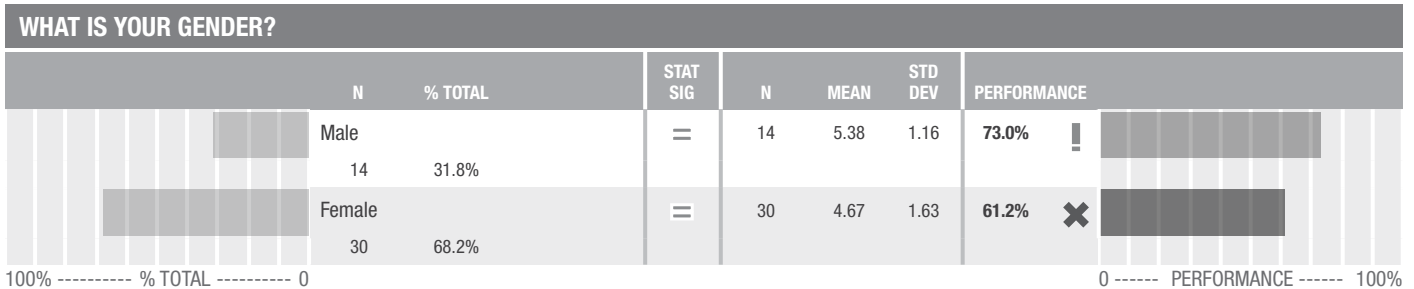 WHAT IS YOUR GENDER?
N % TOTAL STAT SIG N MEAN STD DEV PERFORMANCE
Male = 14 5.38 1.16 73.0% !
14 31.8%
Female = 30 4.67 1.63 61.2% ✖
30 68.2%
100% ---------- % TOTAL ---------- 0 0 ------ PERFORMANCE ------ 100%